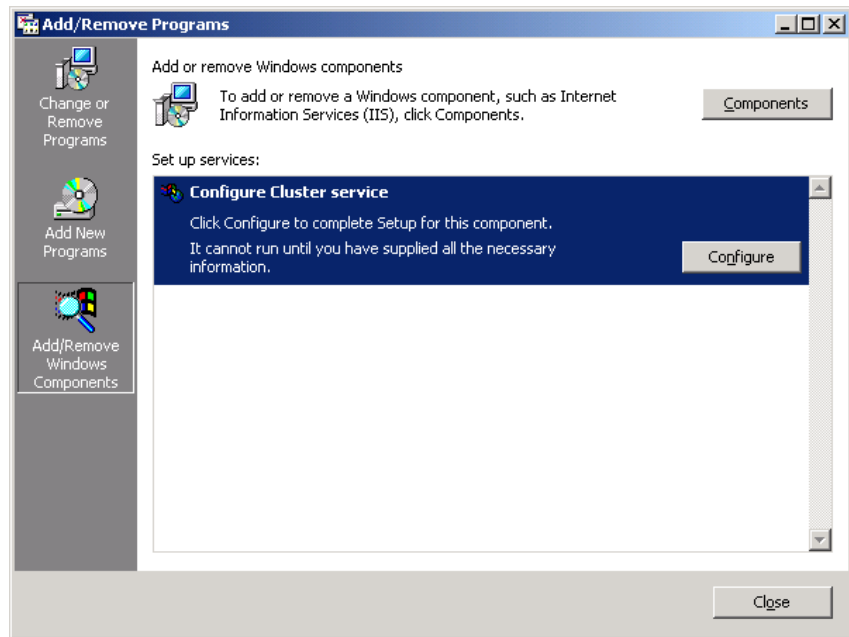 Add/Remove Programs
Change or
Remove
Programs
Add New
Programs
Add/Remove
Windows
Components
Add or remove Windows components
To add or remove a Windows component, such as Internet
Information Services (IIS), click Components.
Components
Set up services:
Configure Cluster service
Click Configure to complete Setup for this component.
It cannot run until you have supplied all the necessary
information.
Configure
Close